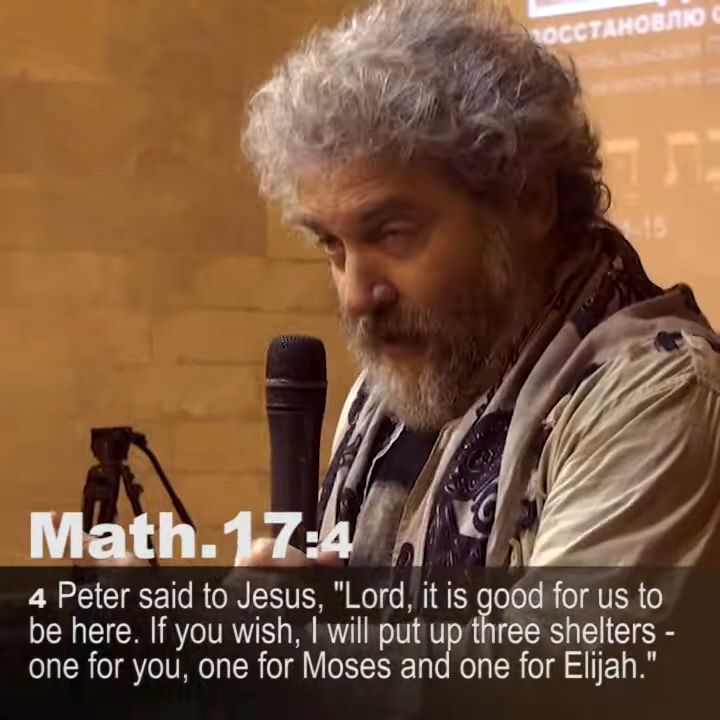 ВОССТАНОВЛЮ
-15
Math.17:4
4 Peter said to Jesus, "Lord, it is good for us to
be here. If you wish, I will put up three shelters -
one for you, one for Moses and one for Elijah."